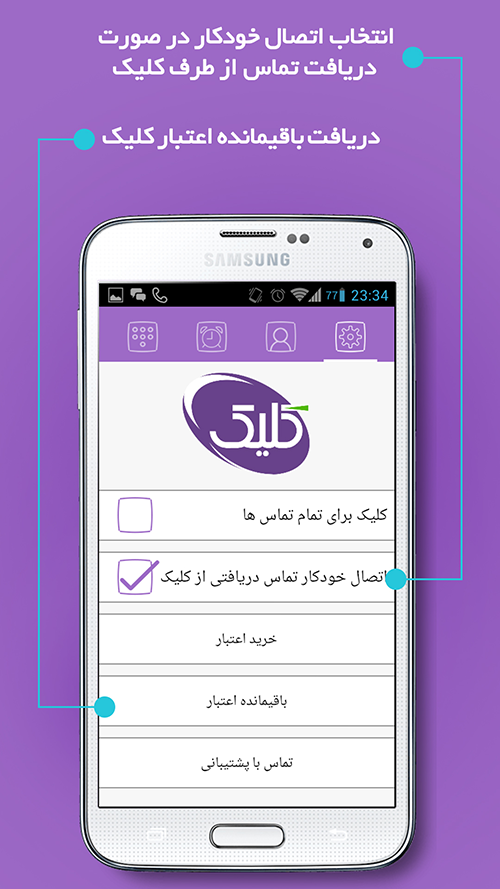 انتخاب اتصال خودکار در صورت
دریافت تماس از طرف کلیک
دریافت باقیمانده اعتبار کلیک
SAMSUNG
77
23:34
کلیک
کلیک برای تمام تماس ها
اتصال خودکار تماس دریافتی از کلیک
خرید اعتبار
باقیمانده اعتبار
تماس با پشتیبانی